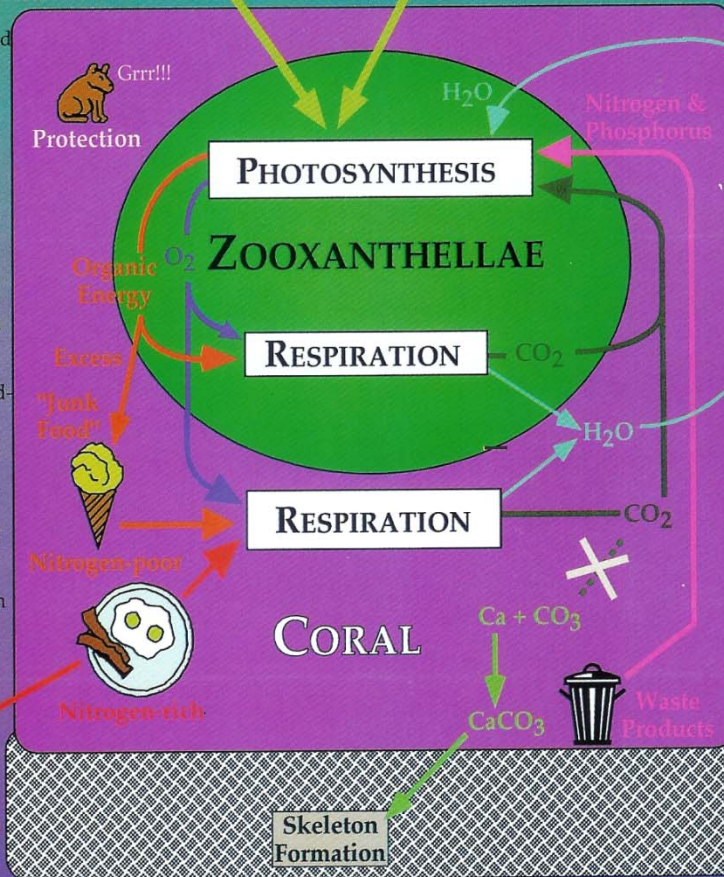 d
Grrr!!!
Protection
H₂O
Nitrogen &
Phosphorus
PHOTOSYNTHESIS
ZOOXANTHELLAE
Organic
Energy
O₂
Excess
RESPIRATION
CO₂
d-
"Junk
Food"
H₂O
RESPIRATION
CO₂
Nitrogen-poor
n
Ca + CO₃
CORAL
Nitrogen-rich
CaCO₃
Waste
Products
Skeleton
Formation